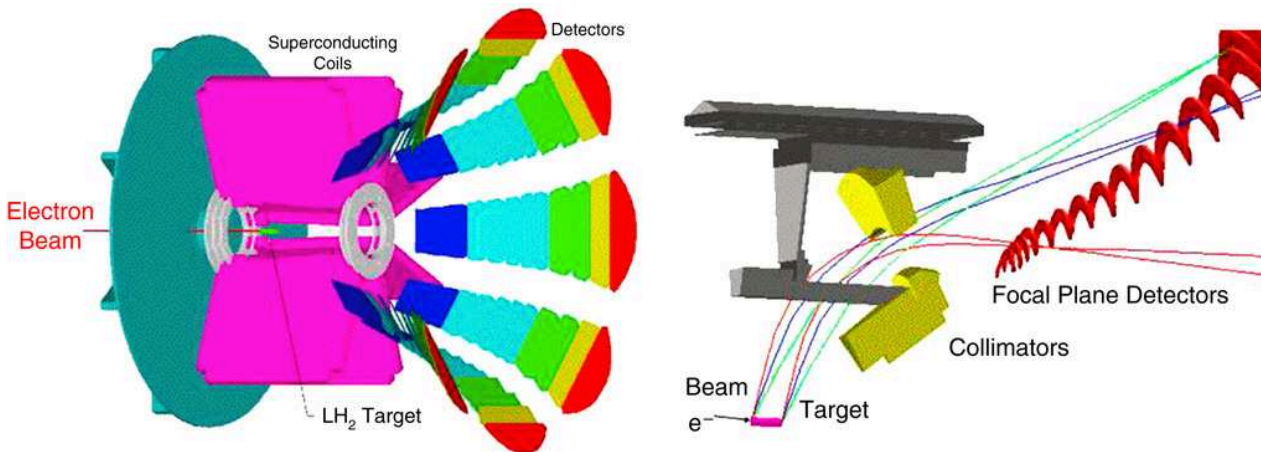 Superconducting
Coils
Detectors
Electron
Beam
LH₂ Target
Focal Plane Detectors
Collimators
Beam
Target
e⁻